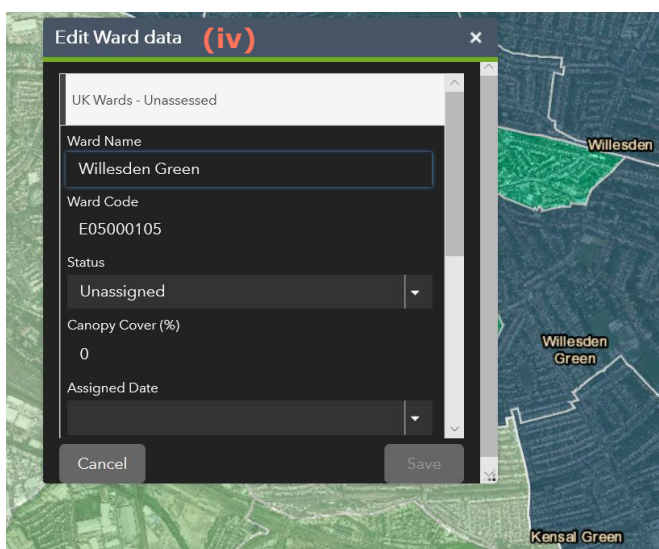 Edit Ward data (iv) ×
UK Wards - Unassessed
Ward Name
Willesden Green
Ward Code
E05000105
Status
Unassigned
Canopy Cover (%)
0
Assigned Date
Cancel
Save
Willesden
Willesden
Green
Kensal Green